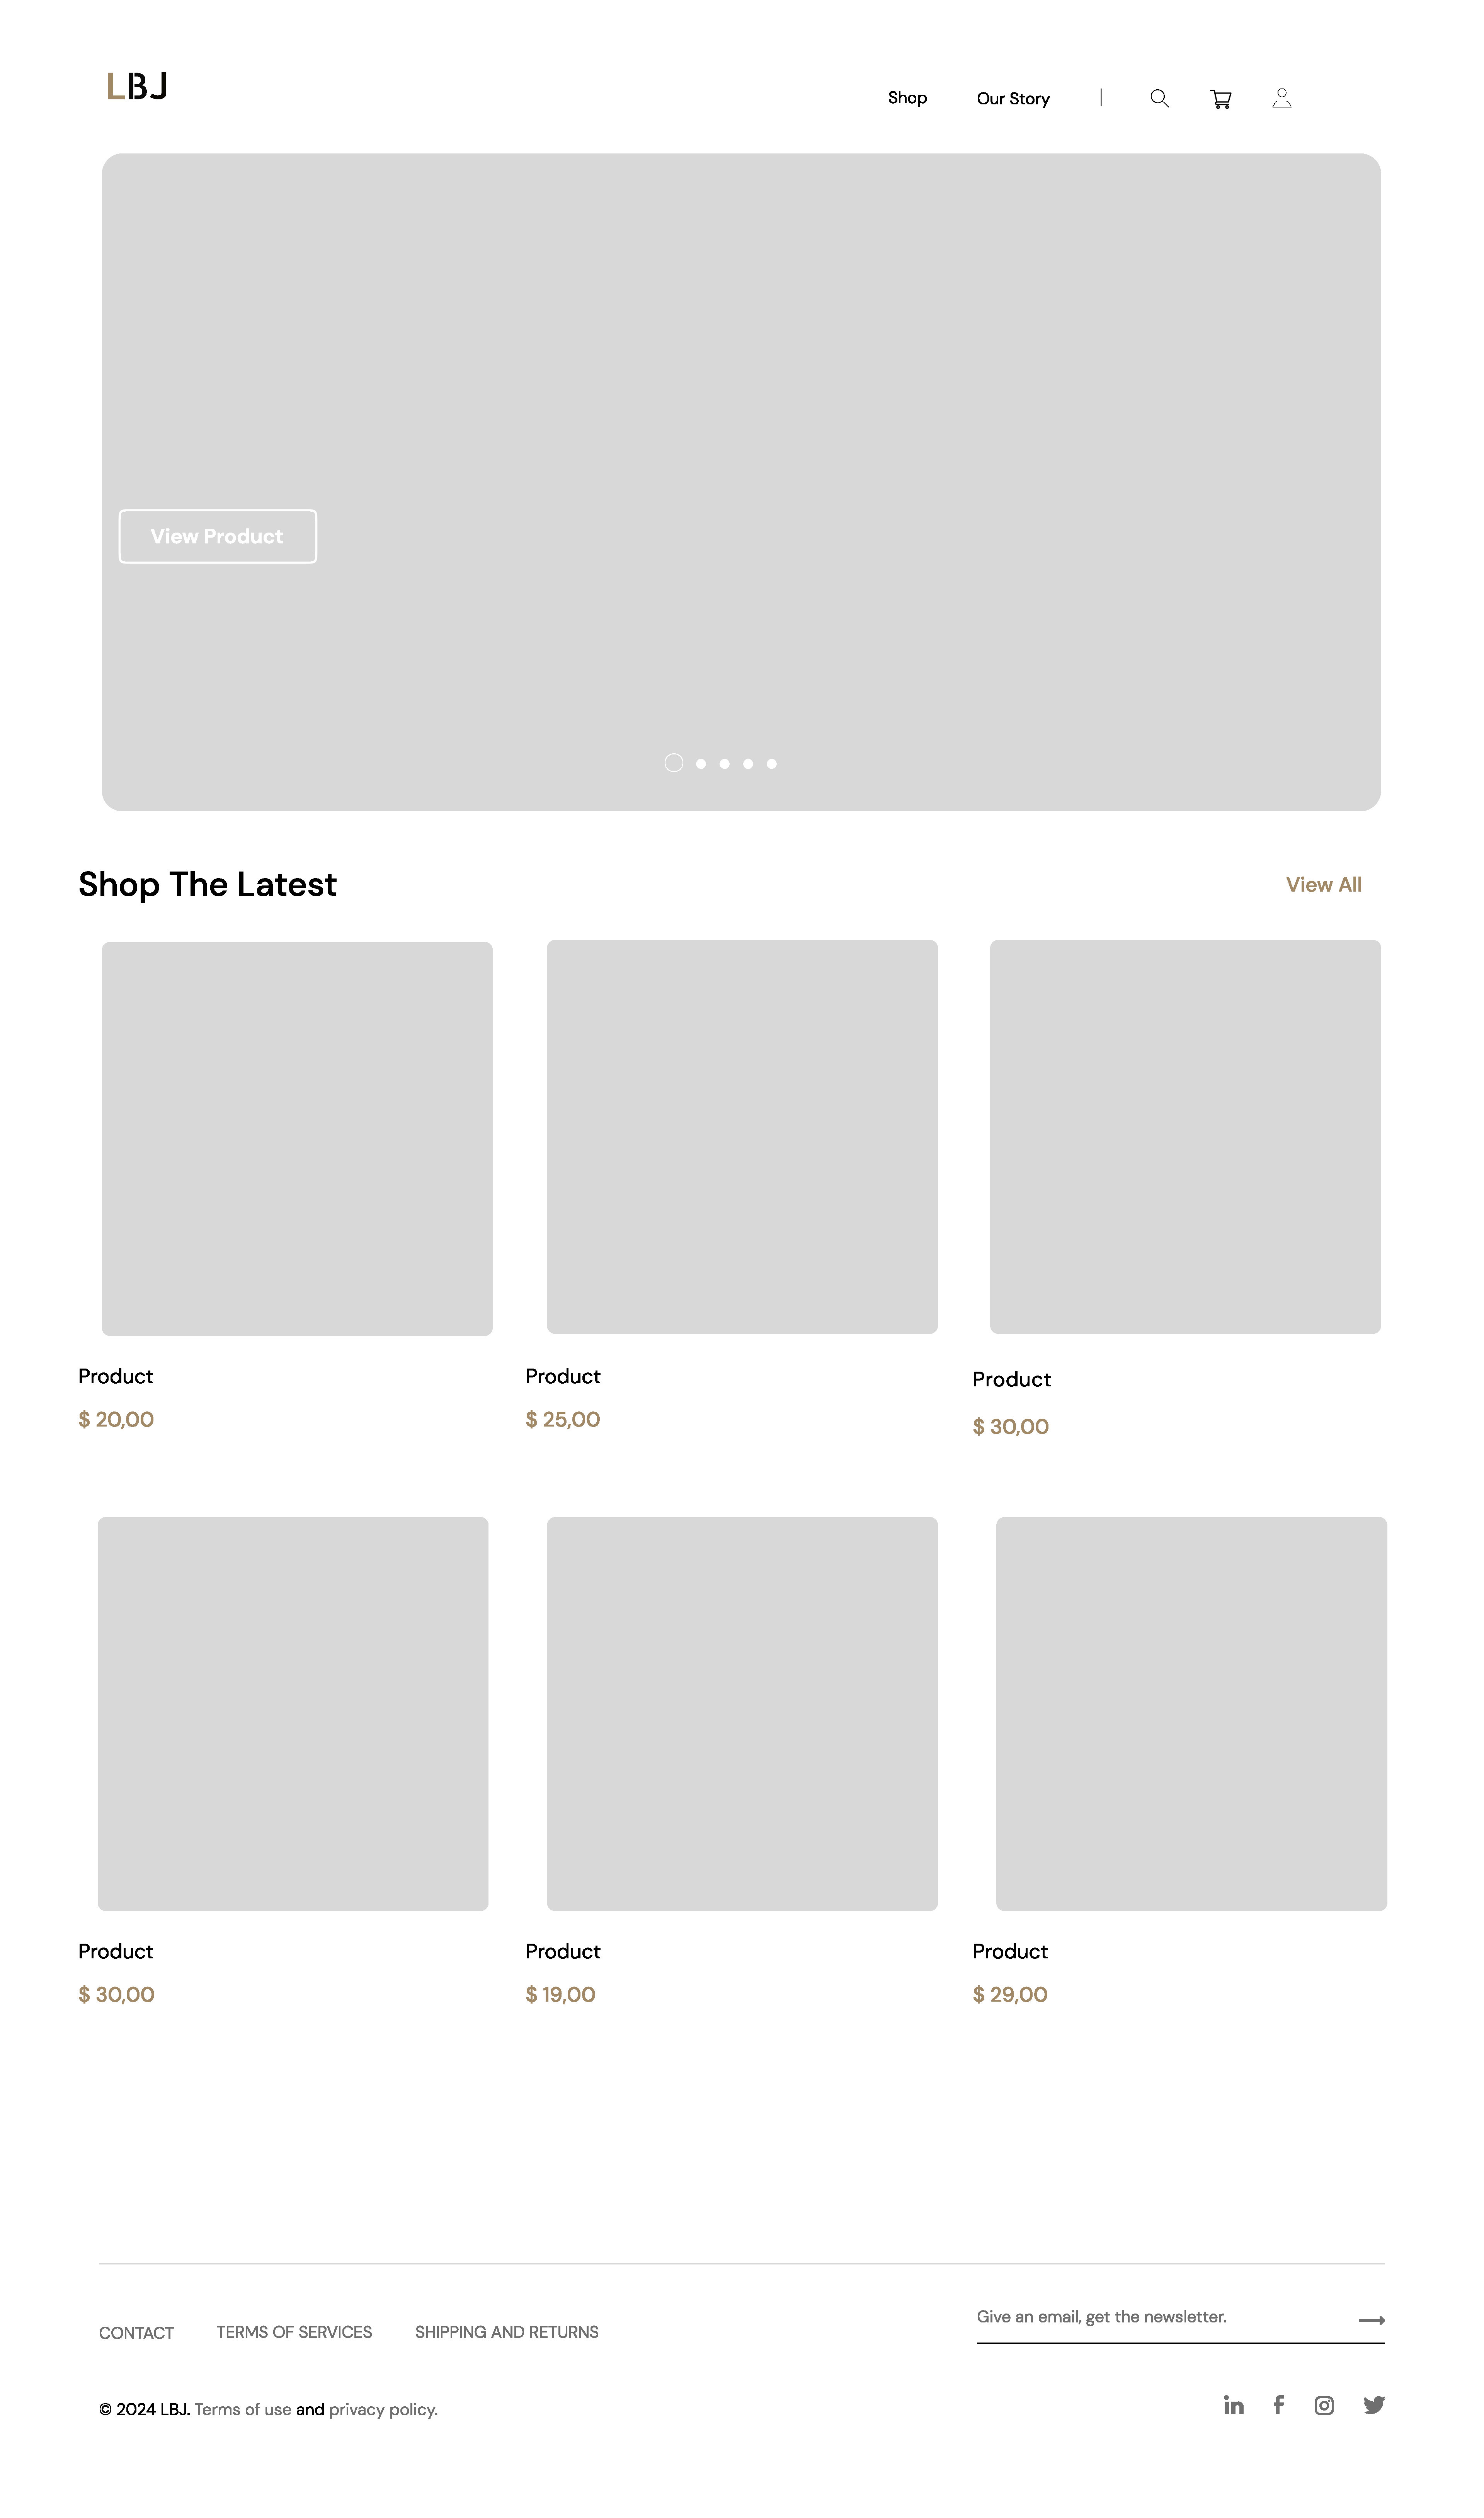 LBJ
Shop Our Story
View Product
Shop The Latest View All
Product Product Product
$ 20,00 $ 25,00 $ 30,00
Product Product Product
$ 30,00 $ 19,00 $ 29,00
Give an email, get the newsletter.
CONTACT TERMS OF SERVICES SHIPPING AND RETURNS
© 2024 LBJ. Terms of use and privacy policy.